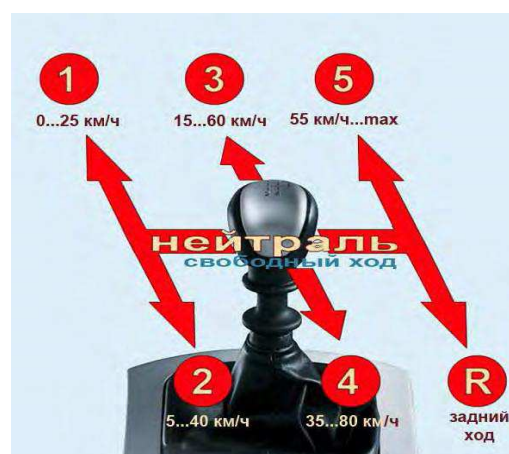 1 3 5
0...25 км/ч 15...60 км/ч 55 км/ч...max
нейтраль
свободный ход
2 4 R
5...40 км/ч 35...80 км/ч задний
ход